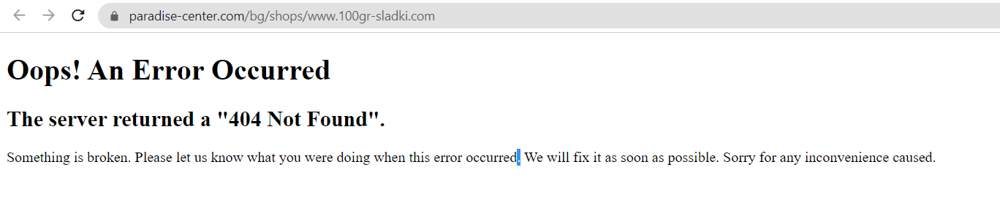 paradise-center.com/bg/shops/www.100gr-sladki.com
Oops! An Error Occurred
The server returned a "404 Not Found".
Something is broken. Please let us know what you were doing when this error occurred. We will fix it as soon as possible. Sorry for any inconvenience caused.